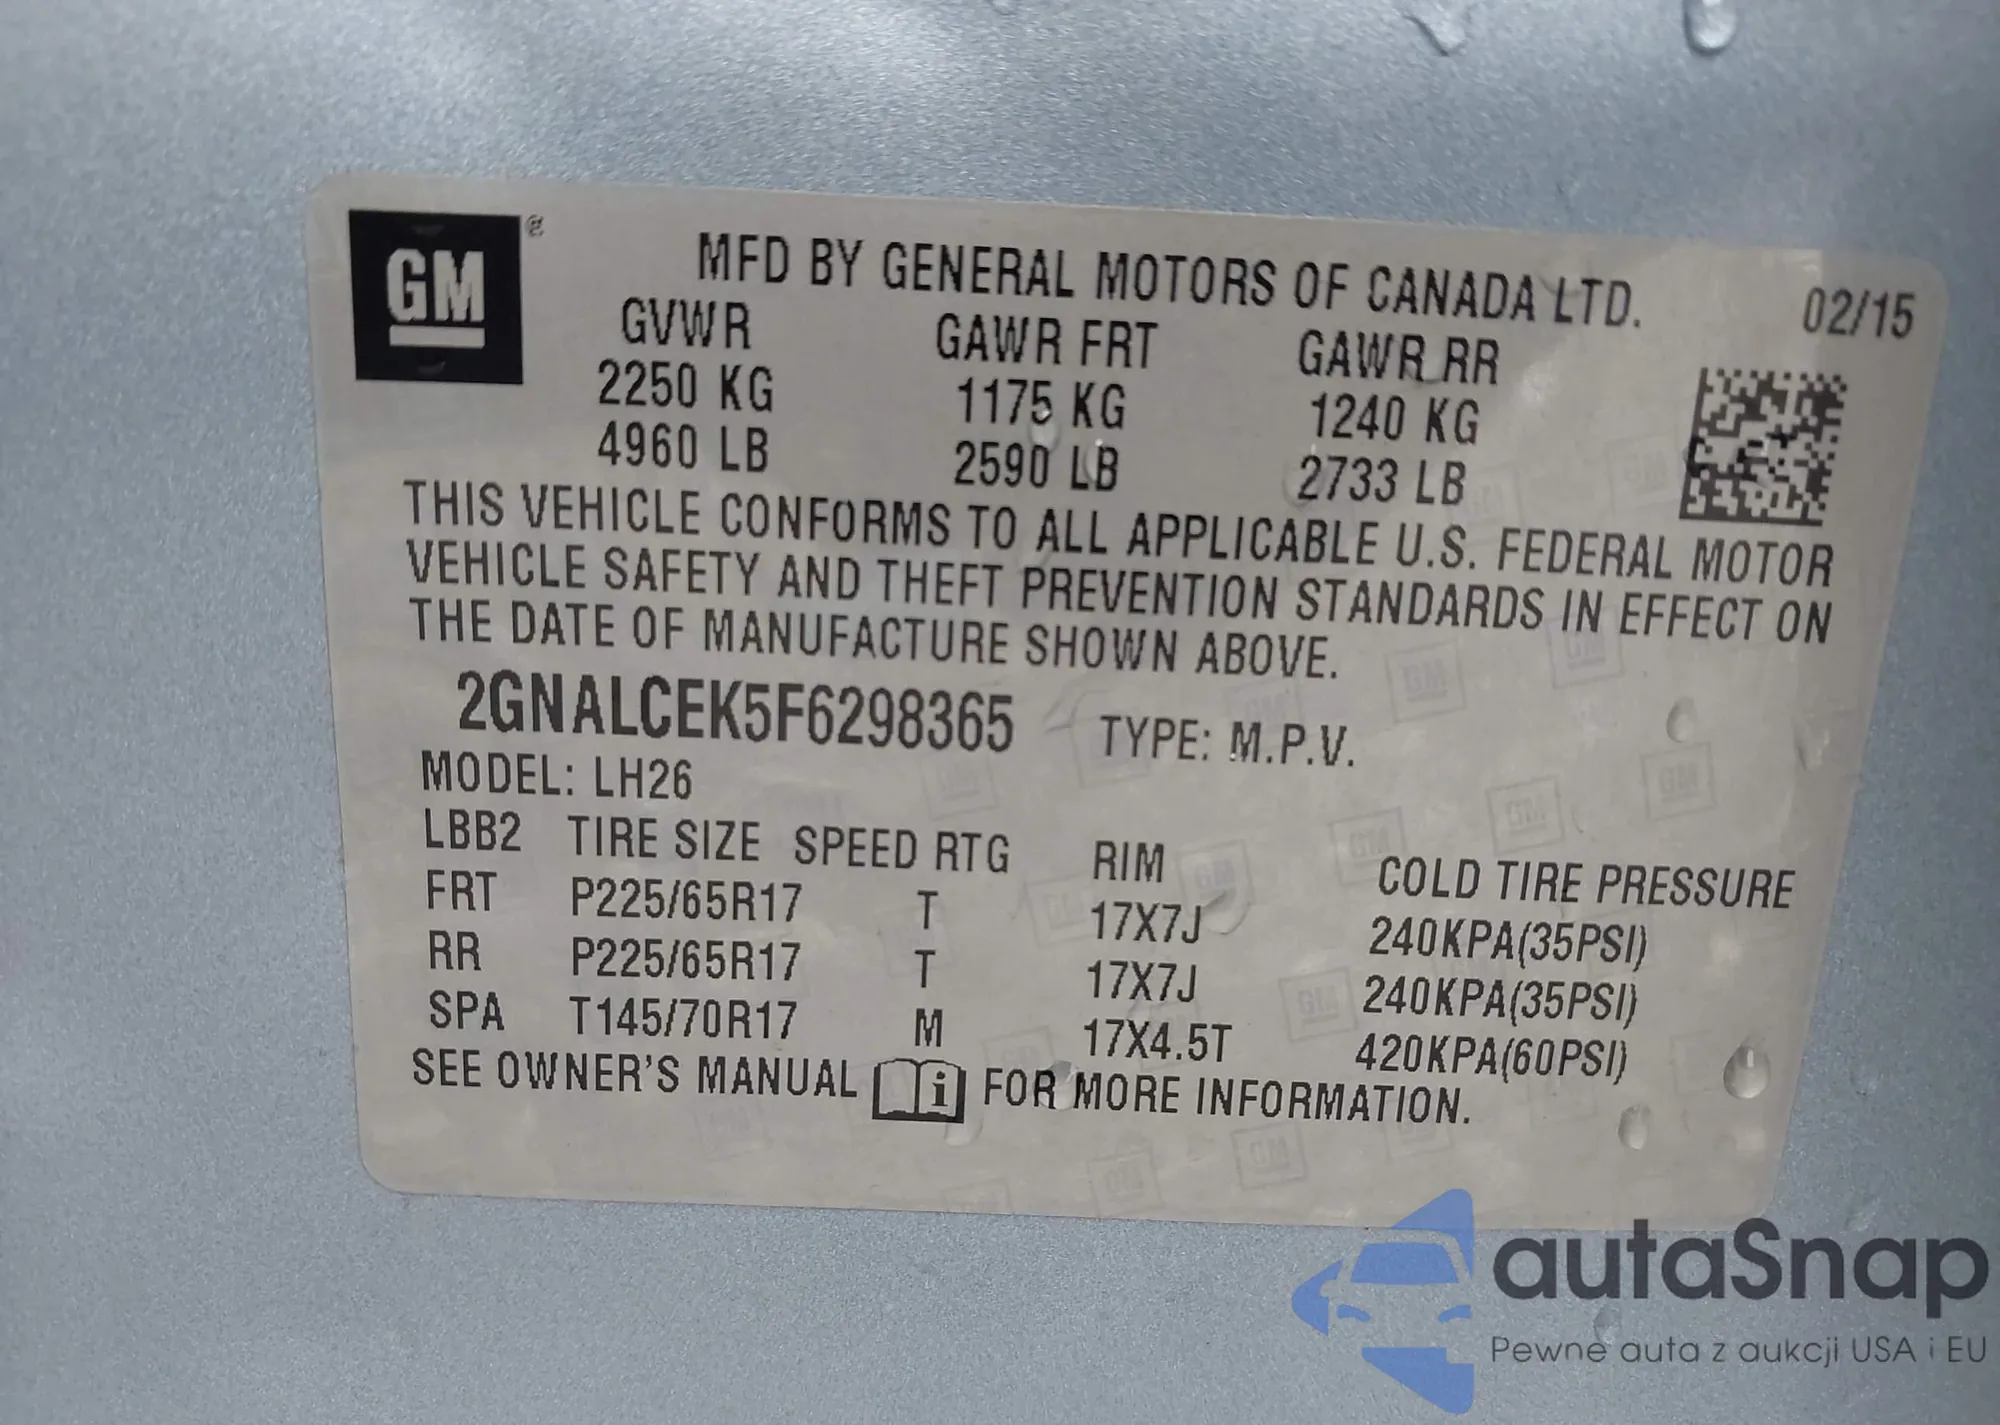 GM ®
MFD BY GENERAL MOTORS OF CANADA LTD. 02/15
GVWR GAWR FRT GAWR RR
2250 KG 1175 KG 1240 KG
4960 LB 2590 LB 2733 LB
THIS VEHICLE CONFORMS TO ALL APPLICABLE U.S. FEDERAL MOTOR
VEHICLE SAFETY AND THEFT PREVENTION STANDARDS IN EFFECT ON
THE DATE OF MANUFACTURE SHOWN ABOVE.
2GNALCEK5F6298365 TYPE: M.P.V.
MODEL: LH26
LBB2 TIRE SIZE SPEED RTG RIM COLD TIRE PRESSURE
FRT P225/65R17 T 17X7J 240KPA(35PSI)
RR P225/65R17 T 17X7J 240KPA(35PSI)
SPA T145/70R17 M 17X4.5T 420KPA(60PSI)
SEE OWNER'S MANUAL i FOR MORE INFORMATION.
autaSnap
Pewne auta z aukcji USA i EU